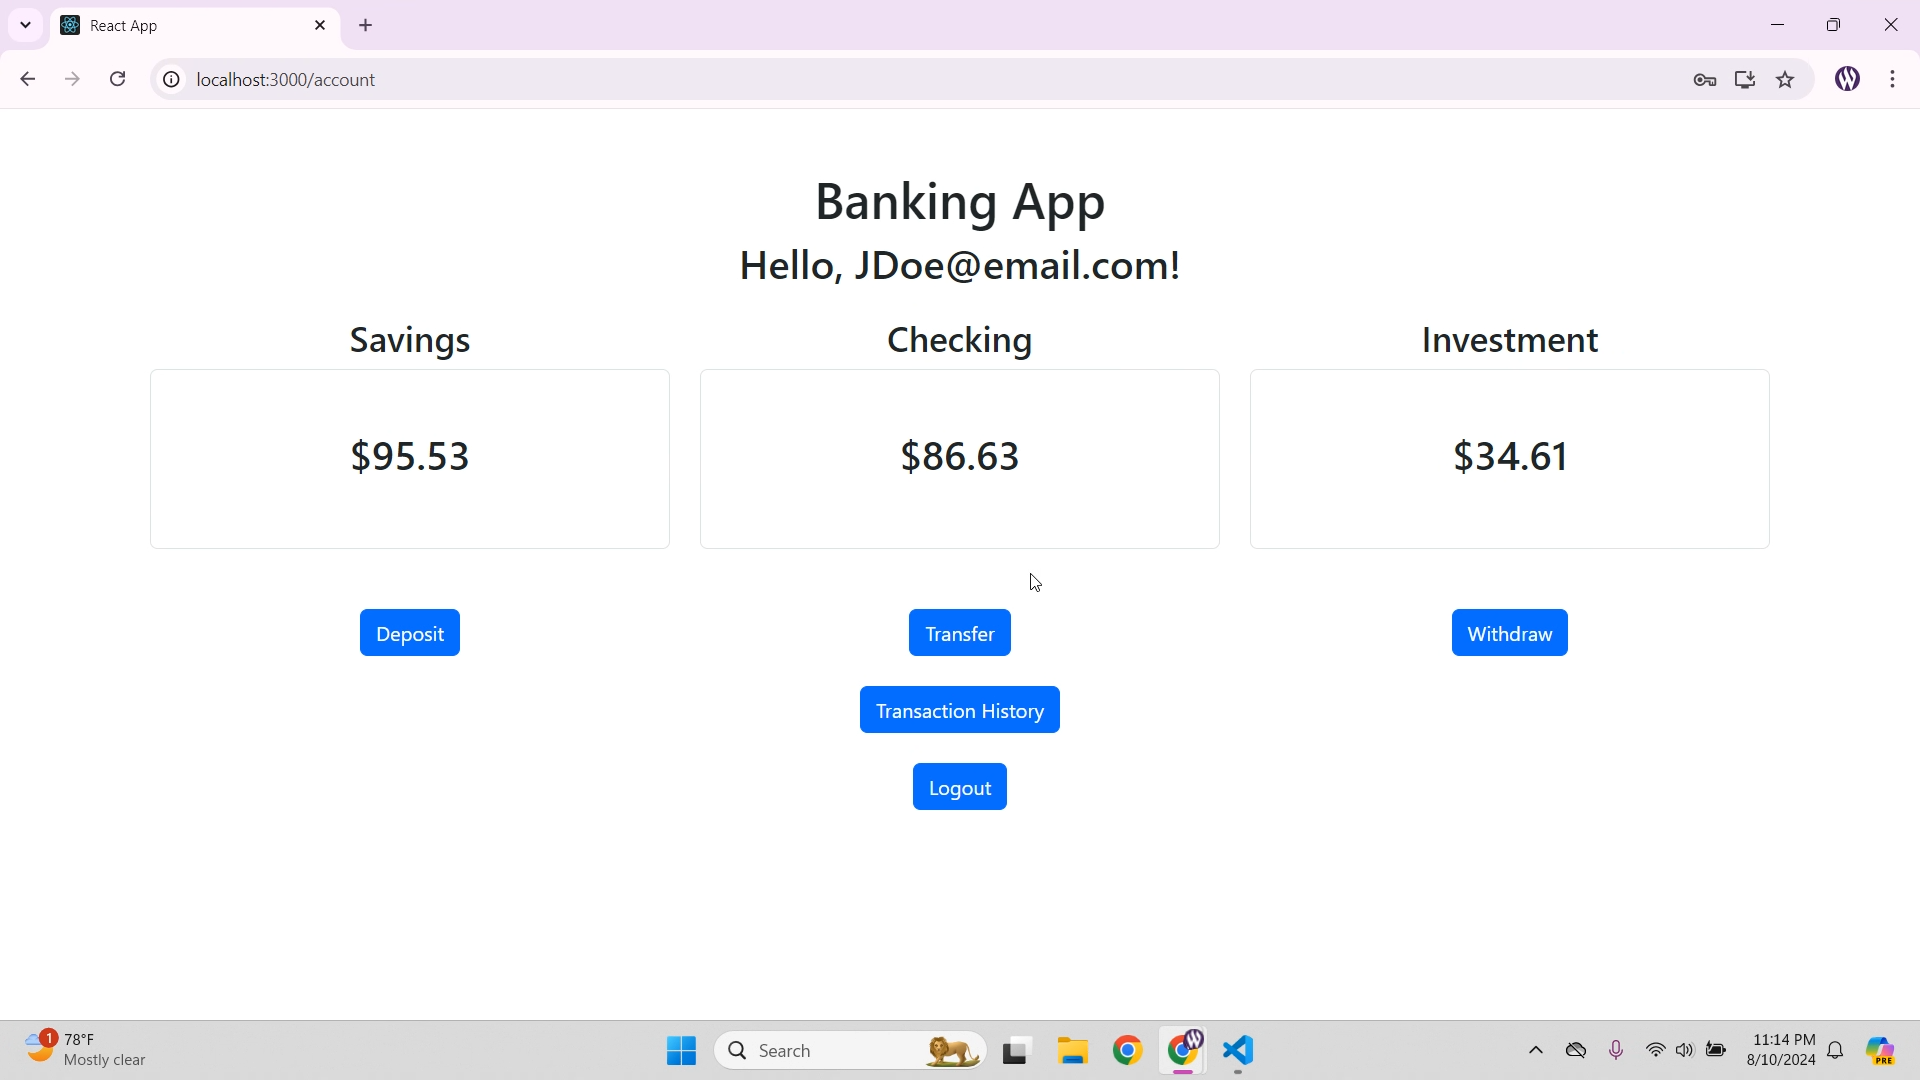 React App
localhost:3000/account
Banking App
Hello, JDoe@email.com!
Savings Checking Investment
$95.53 $86.63 $34.61
Deposit Transfer Withdraw
Transaction History
Logout
1 78°F
Mostly clear
Search
W
11:14 PM
8/10/2024
PRE